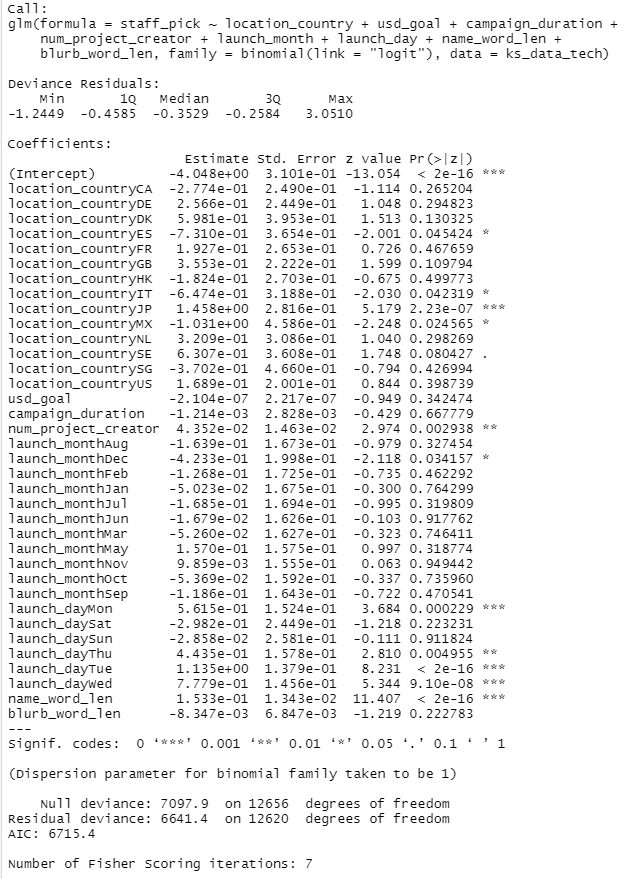 Call:
glm(formula = staff_pick ~ location_country + usd_goal + campaign_duration +
    num_project_creator + launch_month + launch_day + name_word_len +
    blurb_word_len, family = binomial(link = "logit"), data = ks_data_tech)
Deviance Residuals:
    Min       1Q   Median       3Q      Max
-1.2449  -0.4585  -0.3529  -0.2584   3.0510
Coefficients:
                      Estimate Std. Error z value Pr(>|z|)
(Intercept)         -4.048e+00  3.101e-01 -13.054  < 2e-16 ***
location_countryCA  -2.774e-01  2.490e-01  -1.114 0.265204
location_countryDE   2.566e-01  2.449e-01   1.048 0.294823
location_countryDK   5.981e-01  3.953e-01   1.513 0.130325
location_countryES  -7.310e-01  3.654e-01  -2.001 0.045424 *
location_countryFR   1.927e-01  2.653e-01   0.726 0.467659
location_countryGB   3.553e-01  2.222e-01   1.599 0.109794
location_countryHK  -1.824e-01  2.703e-01  -0.675 0.499773
location_countryIT  -6.474e-01  3.188e-01  -2.030 0.042319 *
location_countryJP   1.458e+00  2.816e-01   5.179 2.23e-07 ***
location_countryMX  -1.031e+00  4.586e-01  -2.248 0.024565 *
location_countryNL   3.209e-01  3.086e-01   1.040 0.298269
location_countrySE   6.307e-01  3.608e-01   1.748 0.080427 .
location_countrySG  -3.702e-01  4.660e-01  -0.794 0.426994
location_countryUS   1.689e-01  2.001e-01   0.844 0.398739
usd_goal            -2.104e-07  2.217e-07  -0.949 0.342474
campaign_duration   -1.214e-03  2.828e-03  -0.429 0.667779
num_project_creator  4.352e-02  1.463e-02   2.974 0.002938 **
launch_monthAug     -1.639e-01  1.673e-01  -0.979 0.327454
launch_monthDec     -4.233e-01  1.998e-01  -2.118 0.034157 *
launch_monthFeb     -1.268e-01  1.725e-01  -0.735 0.462292
launch_monthJan     -5.023e-02  1.675e-01  -0.300 0.764299
launch_monthJul     -1.685e-01  1.694e-01  -0.995 0.319809
launch_monthJun     -1.679e-02  1.626e-01  -0.103 0.917762
launch_monthMar     -5.260e-02  1.627e-01  -0.323 0.746411
launch_monthMay      1.570e-01  1.575e-01   0.997 0.318774
launch_monthNov      9.859e-03  1.555e-01   0.063 0.949442
launch_monthOct     -5.369e-02  1.592e-01  -0.337 0.735960
launch_monthSep     -1.186e-01  1.643e-01  -0.722 0.470541
launch_dayMon        5.615e-01  1.524e-01   3.684 0.000229 ***
launch_daySat       -2.982e-01  2.449e-01  -1.218 0.223231
launch_daySun       -2.858e-02  2.581e-01  -0.111 0.911824
launch_dayThu        4.435e-01  1.578e-01   2.810 0.004955 **
launch_dayTue        1.135e+00  1.379e-01   8.231  < 2e-16 ***
launch_dayWed        7.779e-01  1.456e-01   5.344 9.10e-08 ***
name_word_len        1.533e-01  1.343e-02  11.407  < 2e-16 ***
blurb_word_len      -8.347e-03  6.847e-03  -1.219 0.222783
---
Signif. codes:  0 ‘***’ 0.001 ‘**’ 0.01 ‘*’ 0.05 ‘.’ 0.1 ‘ ’ 1
(Dispersion parameter for binomial family taken to be 1)
    Null deviance: 7097.9  on 12656  degrees of freedom
Residual deviance: 6641.4  on 12620  degrees of freedom
AIC: 6715.4
Number of Fisher Scoring iterations: 7